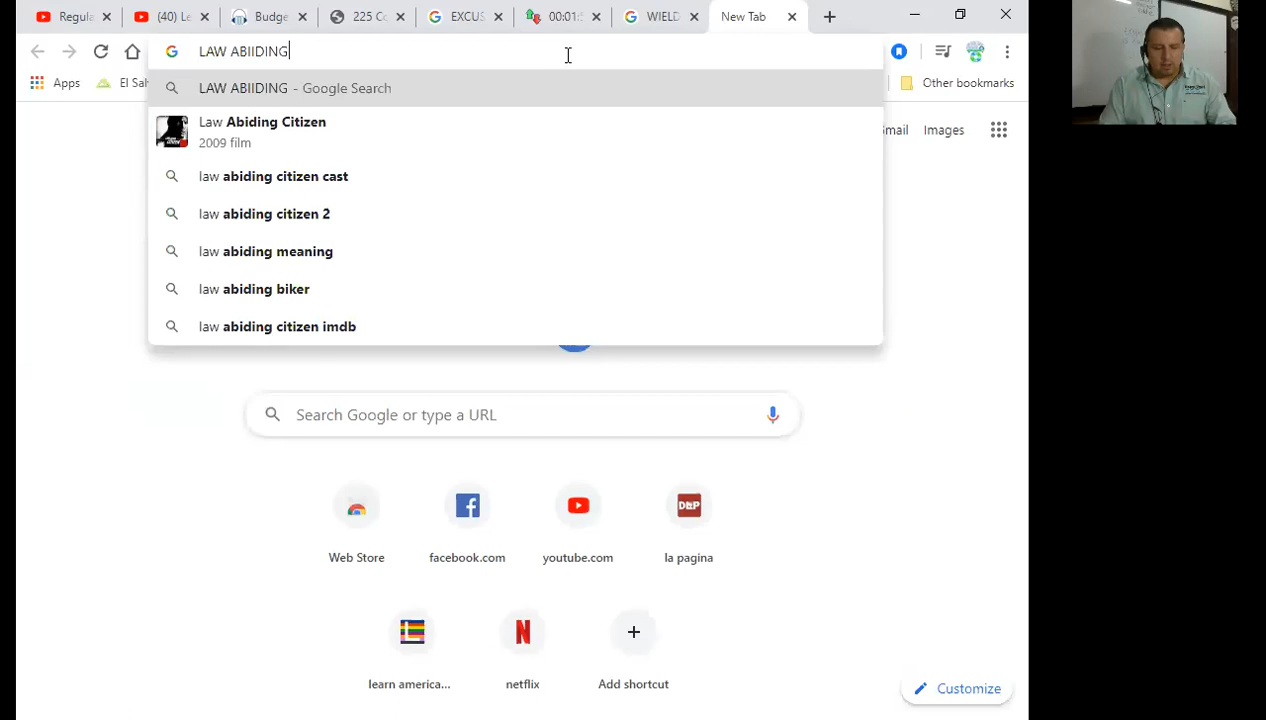 Regula
(40) Le
Budge
225 Co
EXCUS
00:01:
WIELD
New Tab
LAW ABIIDING
Apps
El Sah
Other bookmarks
LAW ABIIDING - Google Search
Law Abiding Citizen
2009 film
law abiding citizen cast
law abiding citizen 2
law abiding meaning
law abiding biker
law abiding citizen imdb
mail
Images
Search Google or type a URL
Web Store
facebook.com
youtube.com
la pagina
learn america...
netflix
Add shortcut
Customize